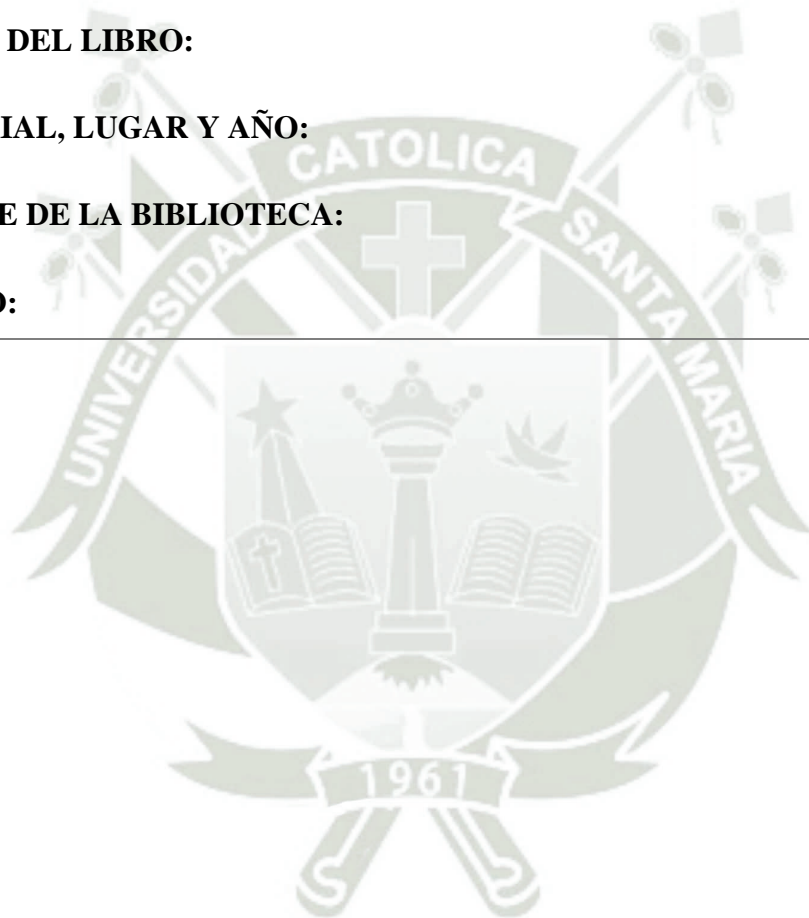 DEL LIBRO:
IAL, LUGAR Y AÑO:
E DE LA BIBLIOTECA:
O:
UNIVERSIDAD CATOLICA SANTA MARIA
1961